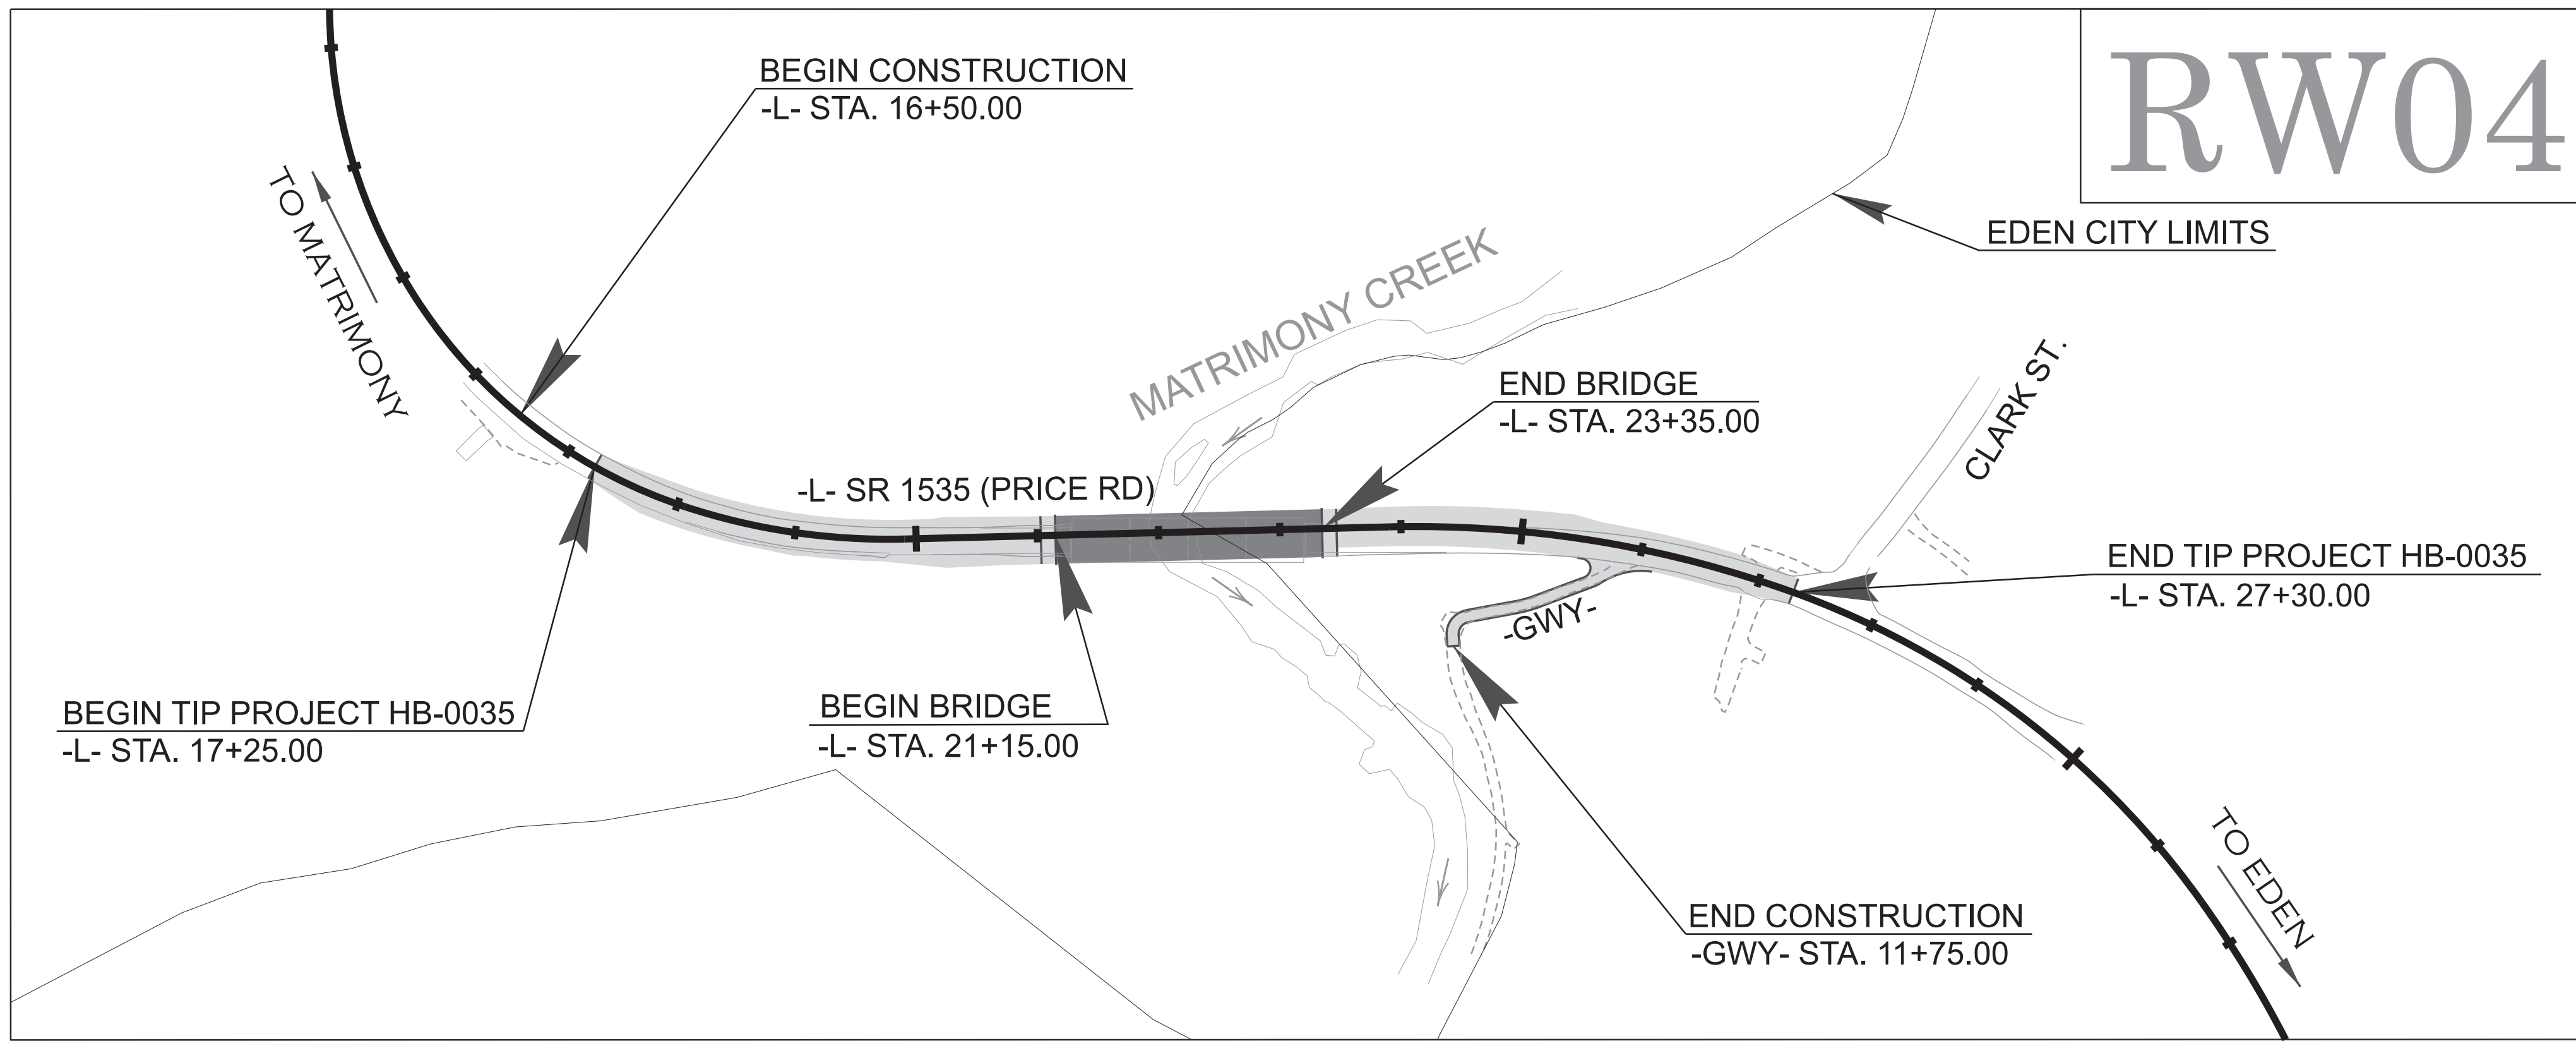 BEGIN CONSTRUCTION
-L- STA. 16+50.00
RW04
EDEN CITY LIMITS
TO MATRIMONY
MATRIMONY CREEK
END BRIDGE
-L- STA. 23+35.00
CLARK ST.
-L- SR 1535 (PRICE RD)
END TIP PROJECT HB-0035
-L- STA. 27+30.00
-GWY-
BEGIN TIP PROJECT HB-0035
-L- STA. 17+25.00
BEGIN BRIDGE
-L- STA. 21+15.00
TO EDEN
END CONSTRUCTION
-GWY- STA. 11+75.00